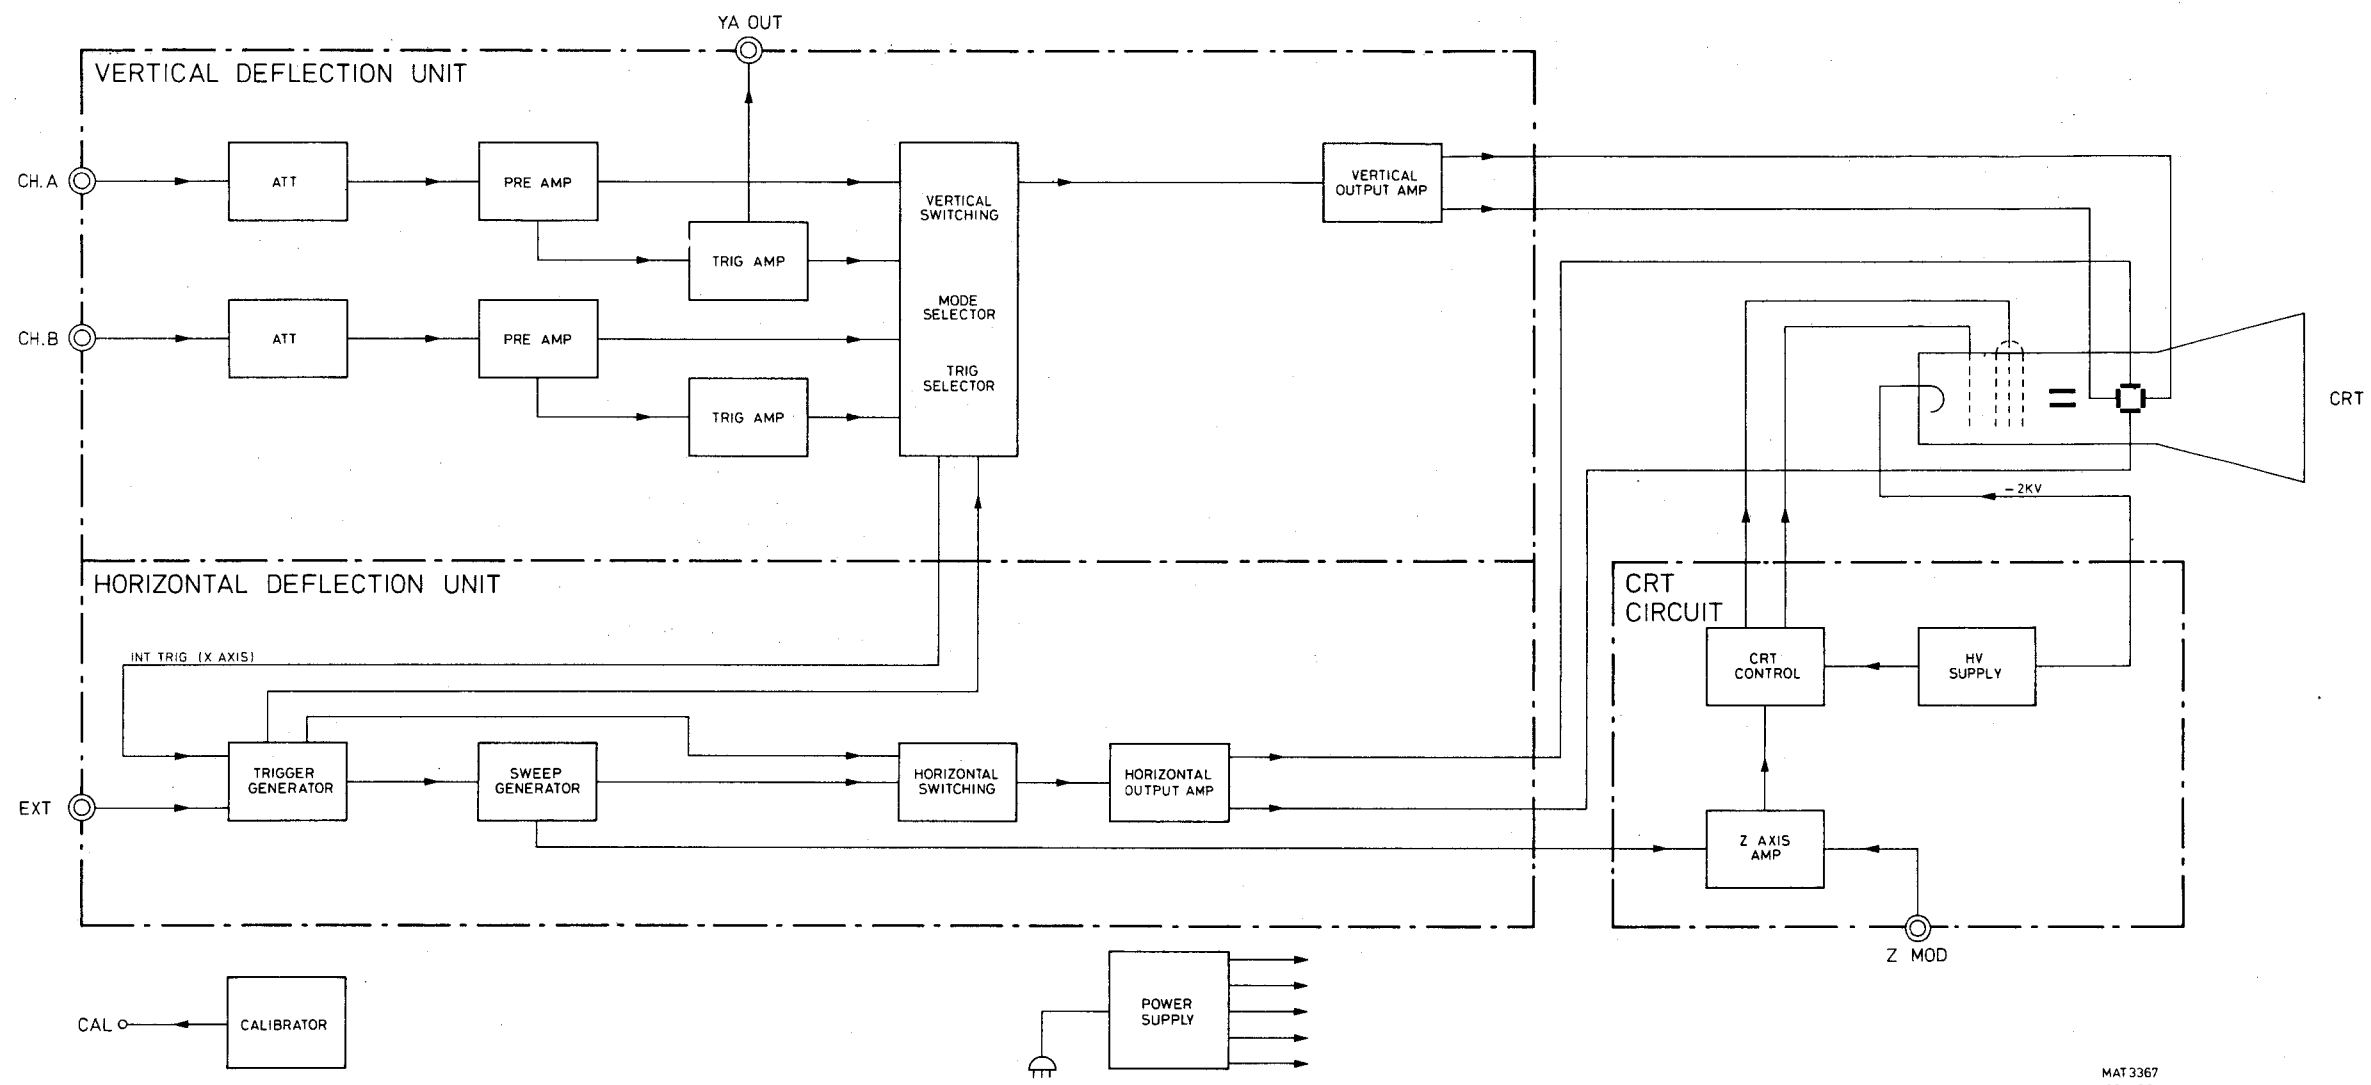 YA OUT
VERTICAL DEFLECTION UNIT
CH.A
ATT
PRE AMP
VERTICAL
SWITCHING
VERTICAL
OUTPUT AMP
TRIG AMP
MODE
SELECTOR
CH.B
ATT
PRE AMP
TRIG
SELECTOR
TRIG AMP
CRT
-2KV
HORIZONTAL DEFLECTION UNIT
CRT
CIRCUIT
INT TRIG (X AXIS)
CRT
CONTROL
HV
SUPPLY
TRIGGER
GENERATOR
SWEEP
GENERATOR
HORIZONTAL
SWITCHING
HORIZONTAL
OUTPUT AMP
EXT
Z AXIS
AMP
Z MOD
CAL
CALIBRATOR
POWER
SUPPLY
MAT3367